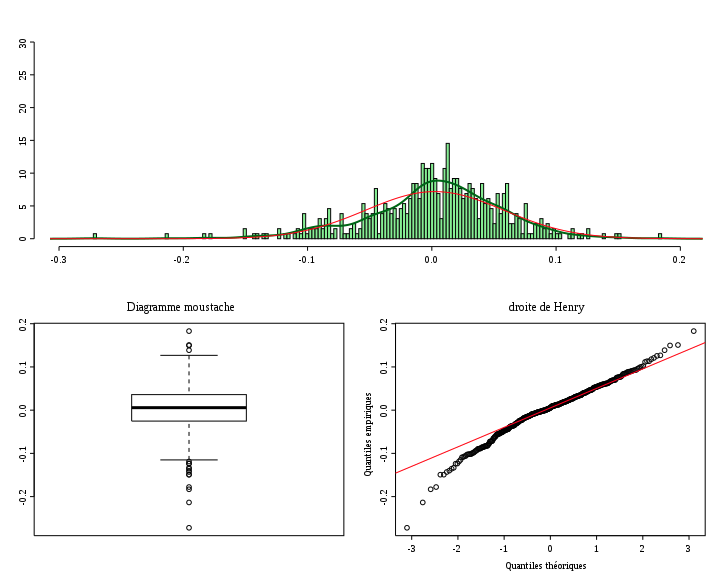 30
25
20
15
10
5
0
-0.3 -0.2 -0.1 0.0 0.1 0.2
Diagramme moustache
0.2
0.1
0.0
-0.1
-0.2
droite de Henry
Quantiles empiriques
0.2
0.1
0.0
-0.1
-0.2
-3 -2 -1 0 1 2 3
Quantiles théoriques